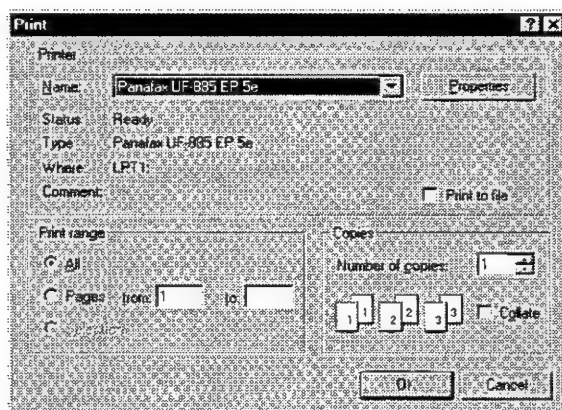 Print
Printer
Name: Panafax UF-885 EP 5e Properties
Status: Ready
Type: Panafax UF-885 EP 5e
Where: LPT1:
Comment:
Print to file
Print range
All
Pages from: 1 to:
Selection
Copies
Number of copies: 1
1 1 2 2 3 3 Collate
OK Cancel